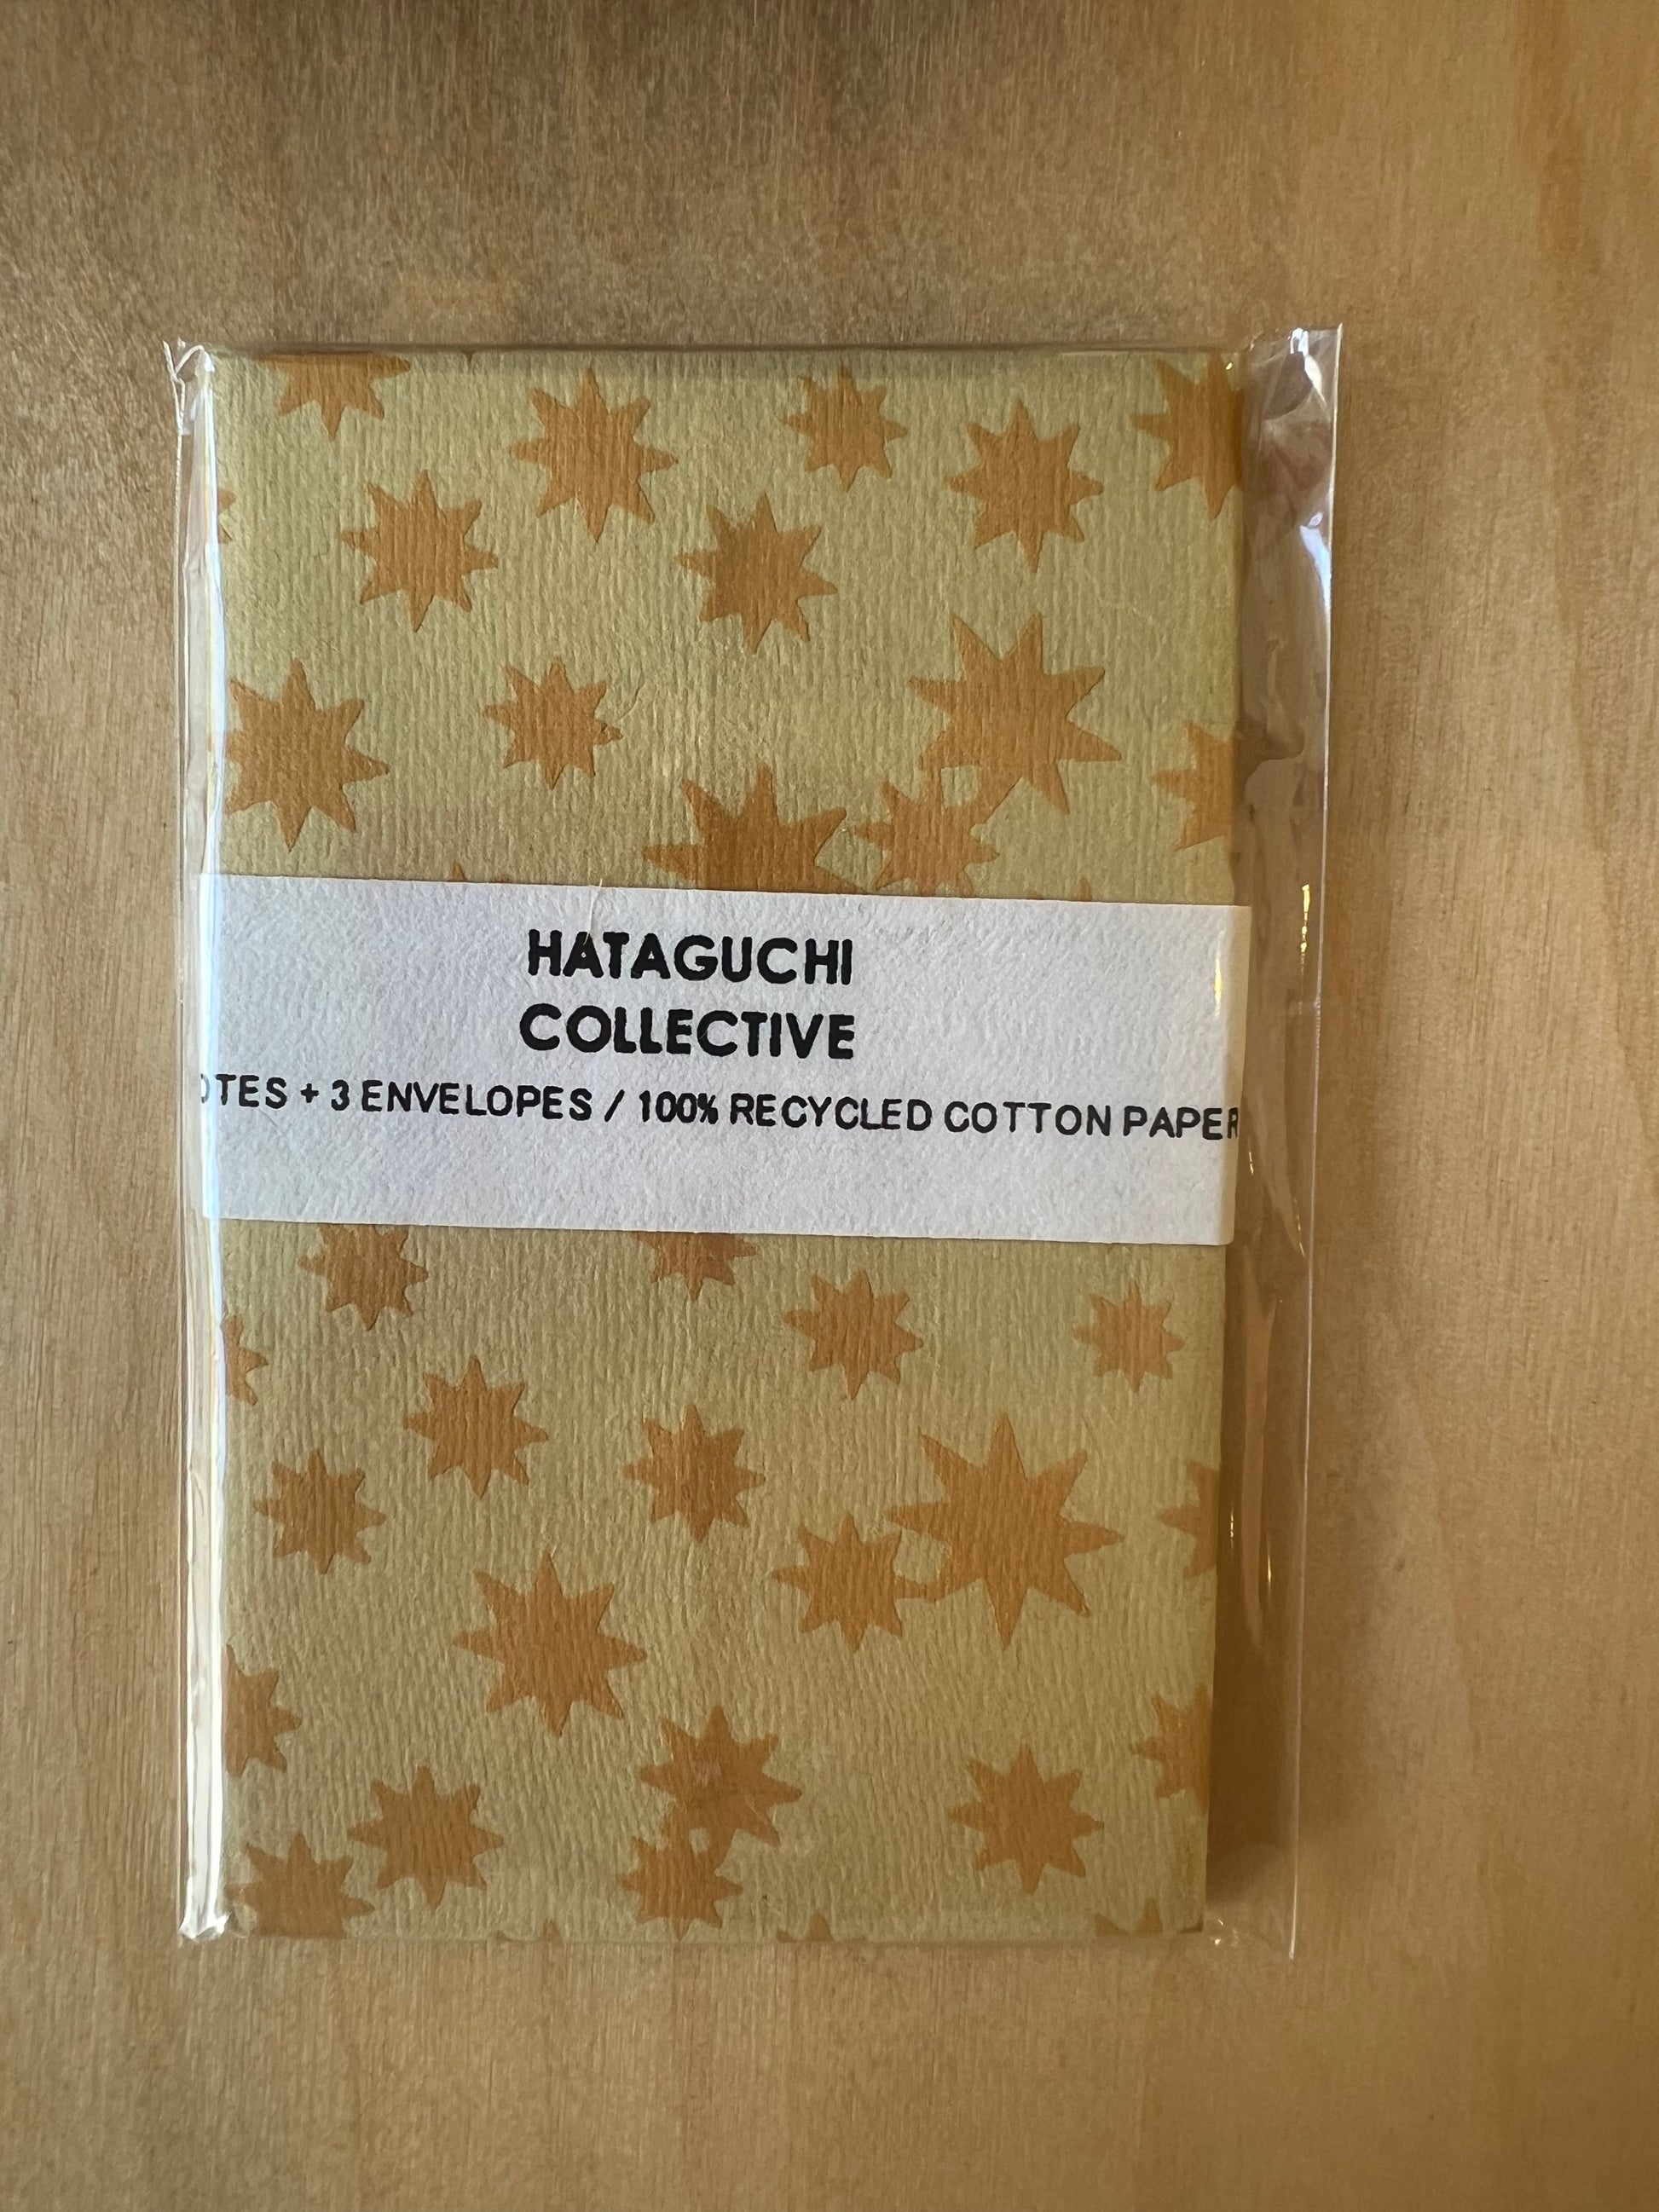 HATAGUCHI
COLLECTIVE
OTES + 3 ENVELOPES / 100% RECYCLED COTTON PAPER